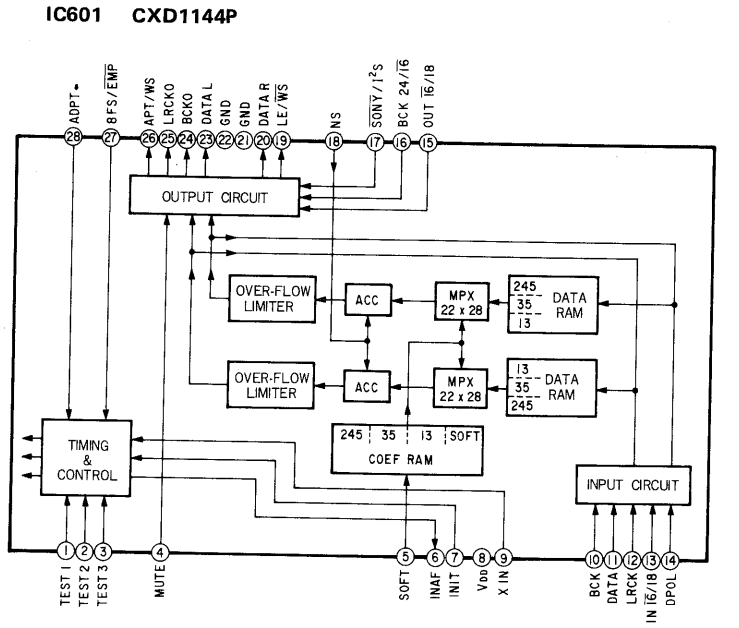 IC601 CXD1144P
ADPT*
8FS/EMP
APT/WS
LRCKO
BCKO
DATA L
GND
GND
DATA R
LE/WS
NS
SONY/I²S
BCK 24/16
OUT 16/18
28
27
26
25
24
23
22
21
20
19
18
17
16
15
OUTPUT CIRCUIT
OVER-FLOW
LIMITER
ACC
MPX
22 x 28
245
35
13
DATA
RAM
OVER-FLOW
LIMITER
ACC
MPX
22 x 28
13
35
245
DATA
RAM
TIMING
&
CONTROL
245 35 13 SOFT
COEF RAM
INPUT CIRCUIT
1
2
3
4
5
6
7
8
9
10
11
12
13
14
TEST 1
TEST 2
TEST 3
MUTE
SOFT
INAF
INIT
VDD
X IN
BCK
DATA
LRCK
IN 16/18
DPOL